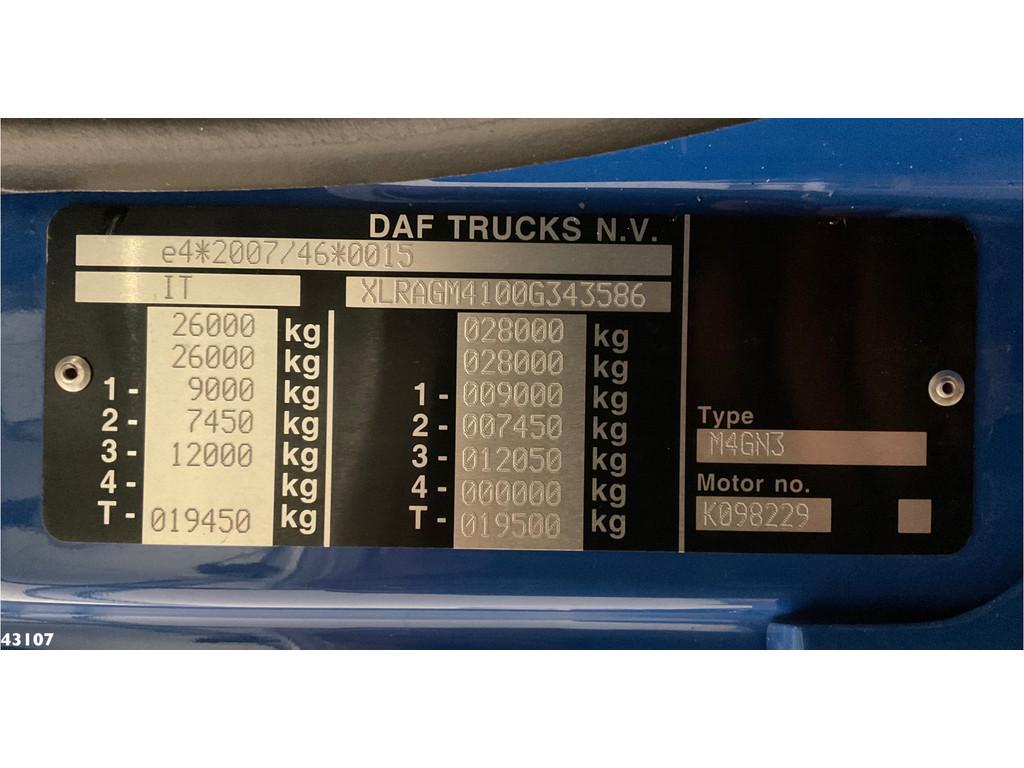 DAF TRUCKS N.V.
e4*2007/46*0015
IT XLRAGM4100G343586
26000 kg 028000 kg
26000 kg 028000 kg
1- 9000 kg 1- 009000 kg
2- 7450 kg 2- 007450 kg
3- 12000 kg 3- 012050 kg
4- kg 4- 000000 kg
T- 019450 kg T- 019500 kg
Type
M4GN3
Motor no.
K098229
43107